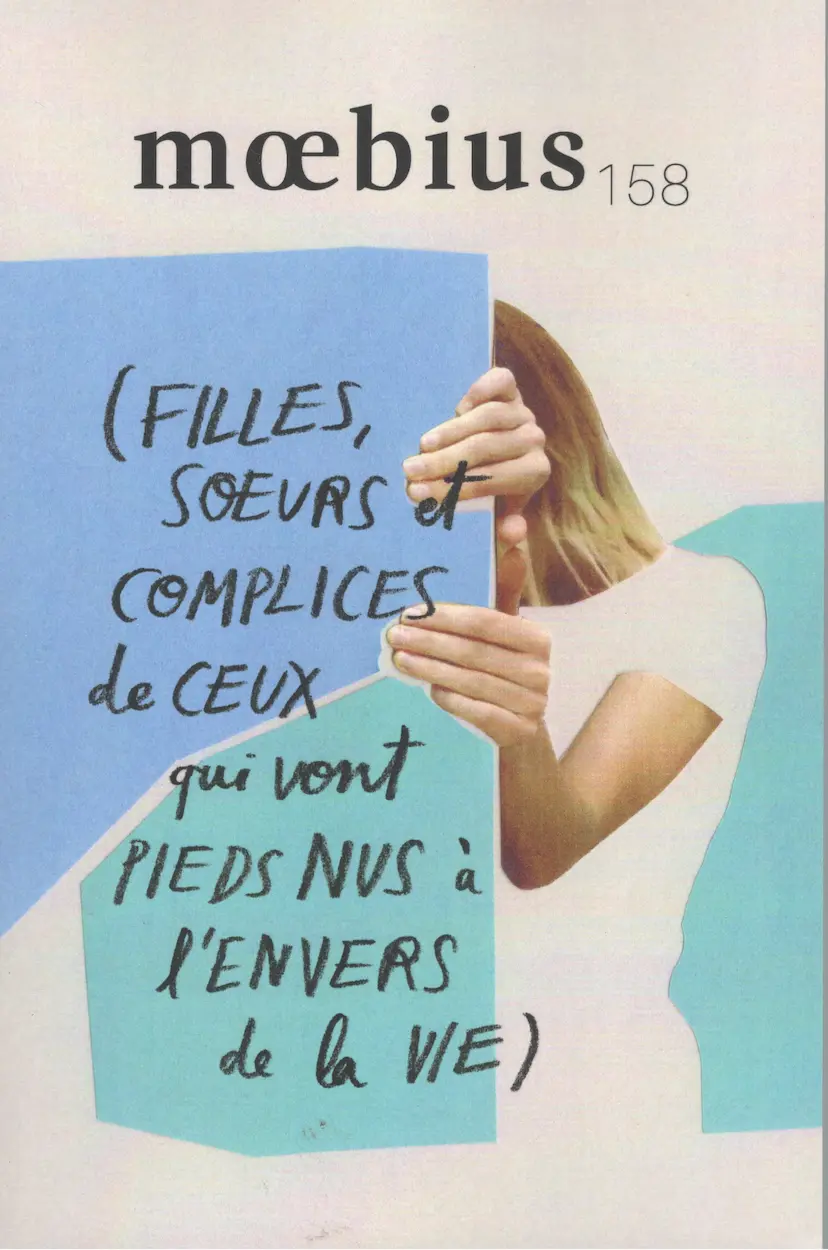 mœbius 158
(FILLES,
SOEURS et
COMPLICES
de CEUX
qui vont
PIEDS NUS à
l'ENVERS
de la VIE)